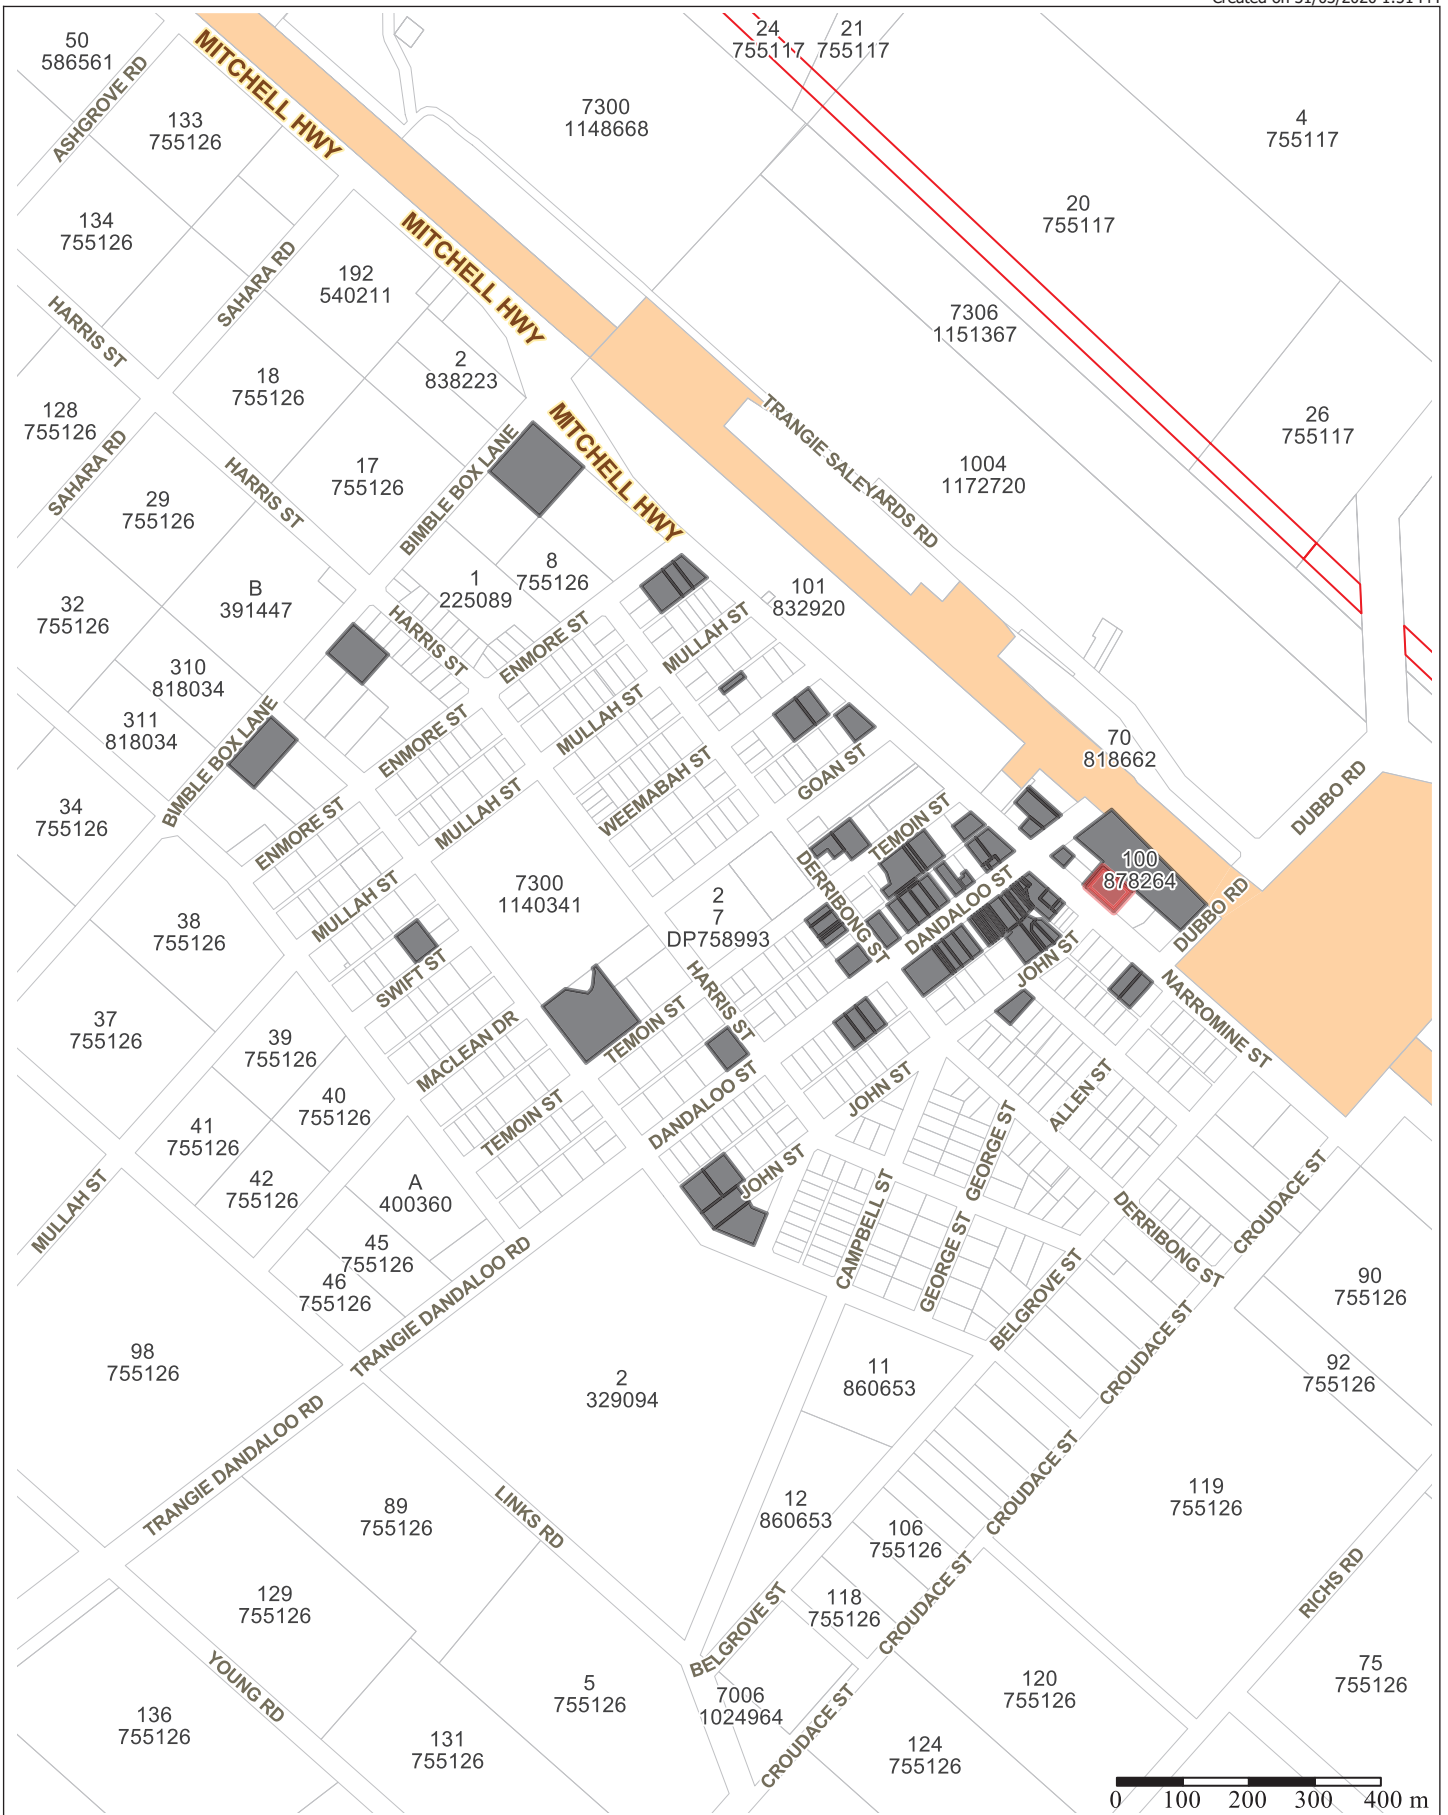 24
755117
21
755117
50
586561
ASHGROVE RD
MITCHELL HWY
133
755126
7300
1148668
4
755117
20
755117
134
755126
SAHARA RD
192
540211
MITCHELL HWY
HARRIS ST
7306
1151367
2
838223
18
755126
128
755126
SAHARA RD
MITCHELL HWY
TRANGIE SALEYARDS RD
26
755117
HARRIS ST
17
755126
BIMBLE BOX LANE
1004
1172720
29
755126
8
755126
1
225089
101
832920
B
391447
32
755126
HARRIS ST
ENMORE ST
MULLAH ST
310
818034
311
818034
BIMBLE BOX LANE
ENMORE ST
MULLAH ST
WEEMABAH ST
GOAN ST
70
818662
DUBBO RD
34
755126
ENMORE ST
MULLAH ST
TEMOIN ST
DERRIBONG ST
100
878264
7300
1140341
2
7
DP758993
DANDALOO ST
DUBBO RD
MULLAH ST
38
755126
SWIFT ST
HARRIS ST
JOHN ST
NARROMINE ST
37
755126
39
755126
MACLEAN DR
TEMOIN ST
40
755126
41
755126
TEMOIN ST
DANDALOO ST
JOHN ST
ALLEN ST
GEORGE ST
42
755126
A
400360
JOHN ST
CAMPBELL ST
GEORGE ST
DERRIBONG ST
CROUDACE ST
MULLAH ST
45
755126
46
755126
TRANGIE DANDALOO RD
BELGROVE ST
90
755126
98
755126
2
329094
11
860653
CROUDACE ST
92
755126
TRANGIE DANDALOO RD
LINKS RD
89
755126
12
860653
106
755126
CROUDACE ST
119
755126
129
755126
BELGROVE ST
118
755126
CROUDACE ST
RICHS RD
YOUNG RD
5
755126
7006
1024964
120
755126
75
755126
136
755126
131
755126
CROUDACE ST
124
755126
0 100 200 300 400 m